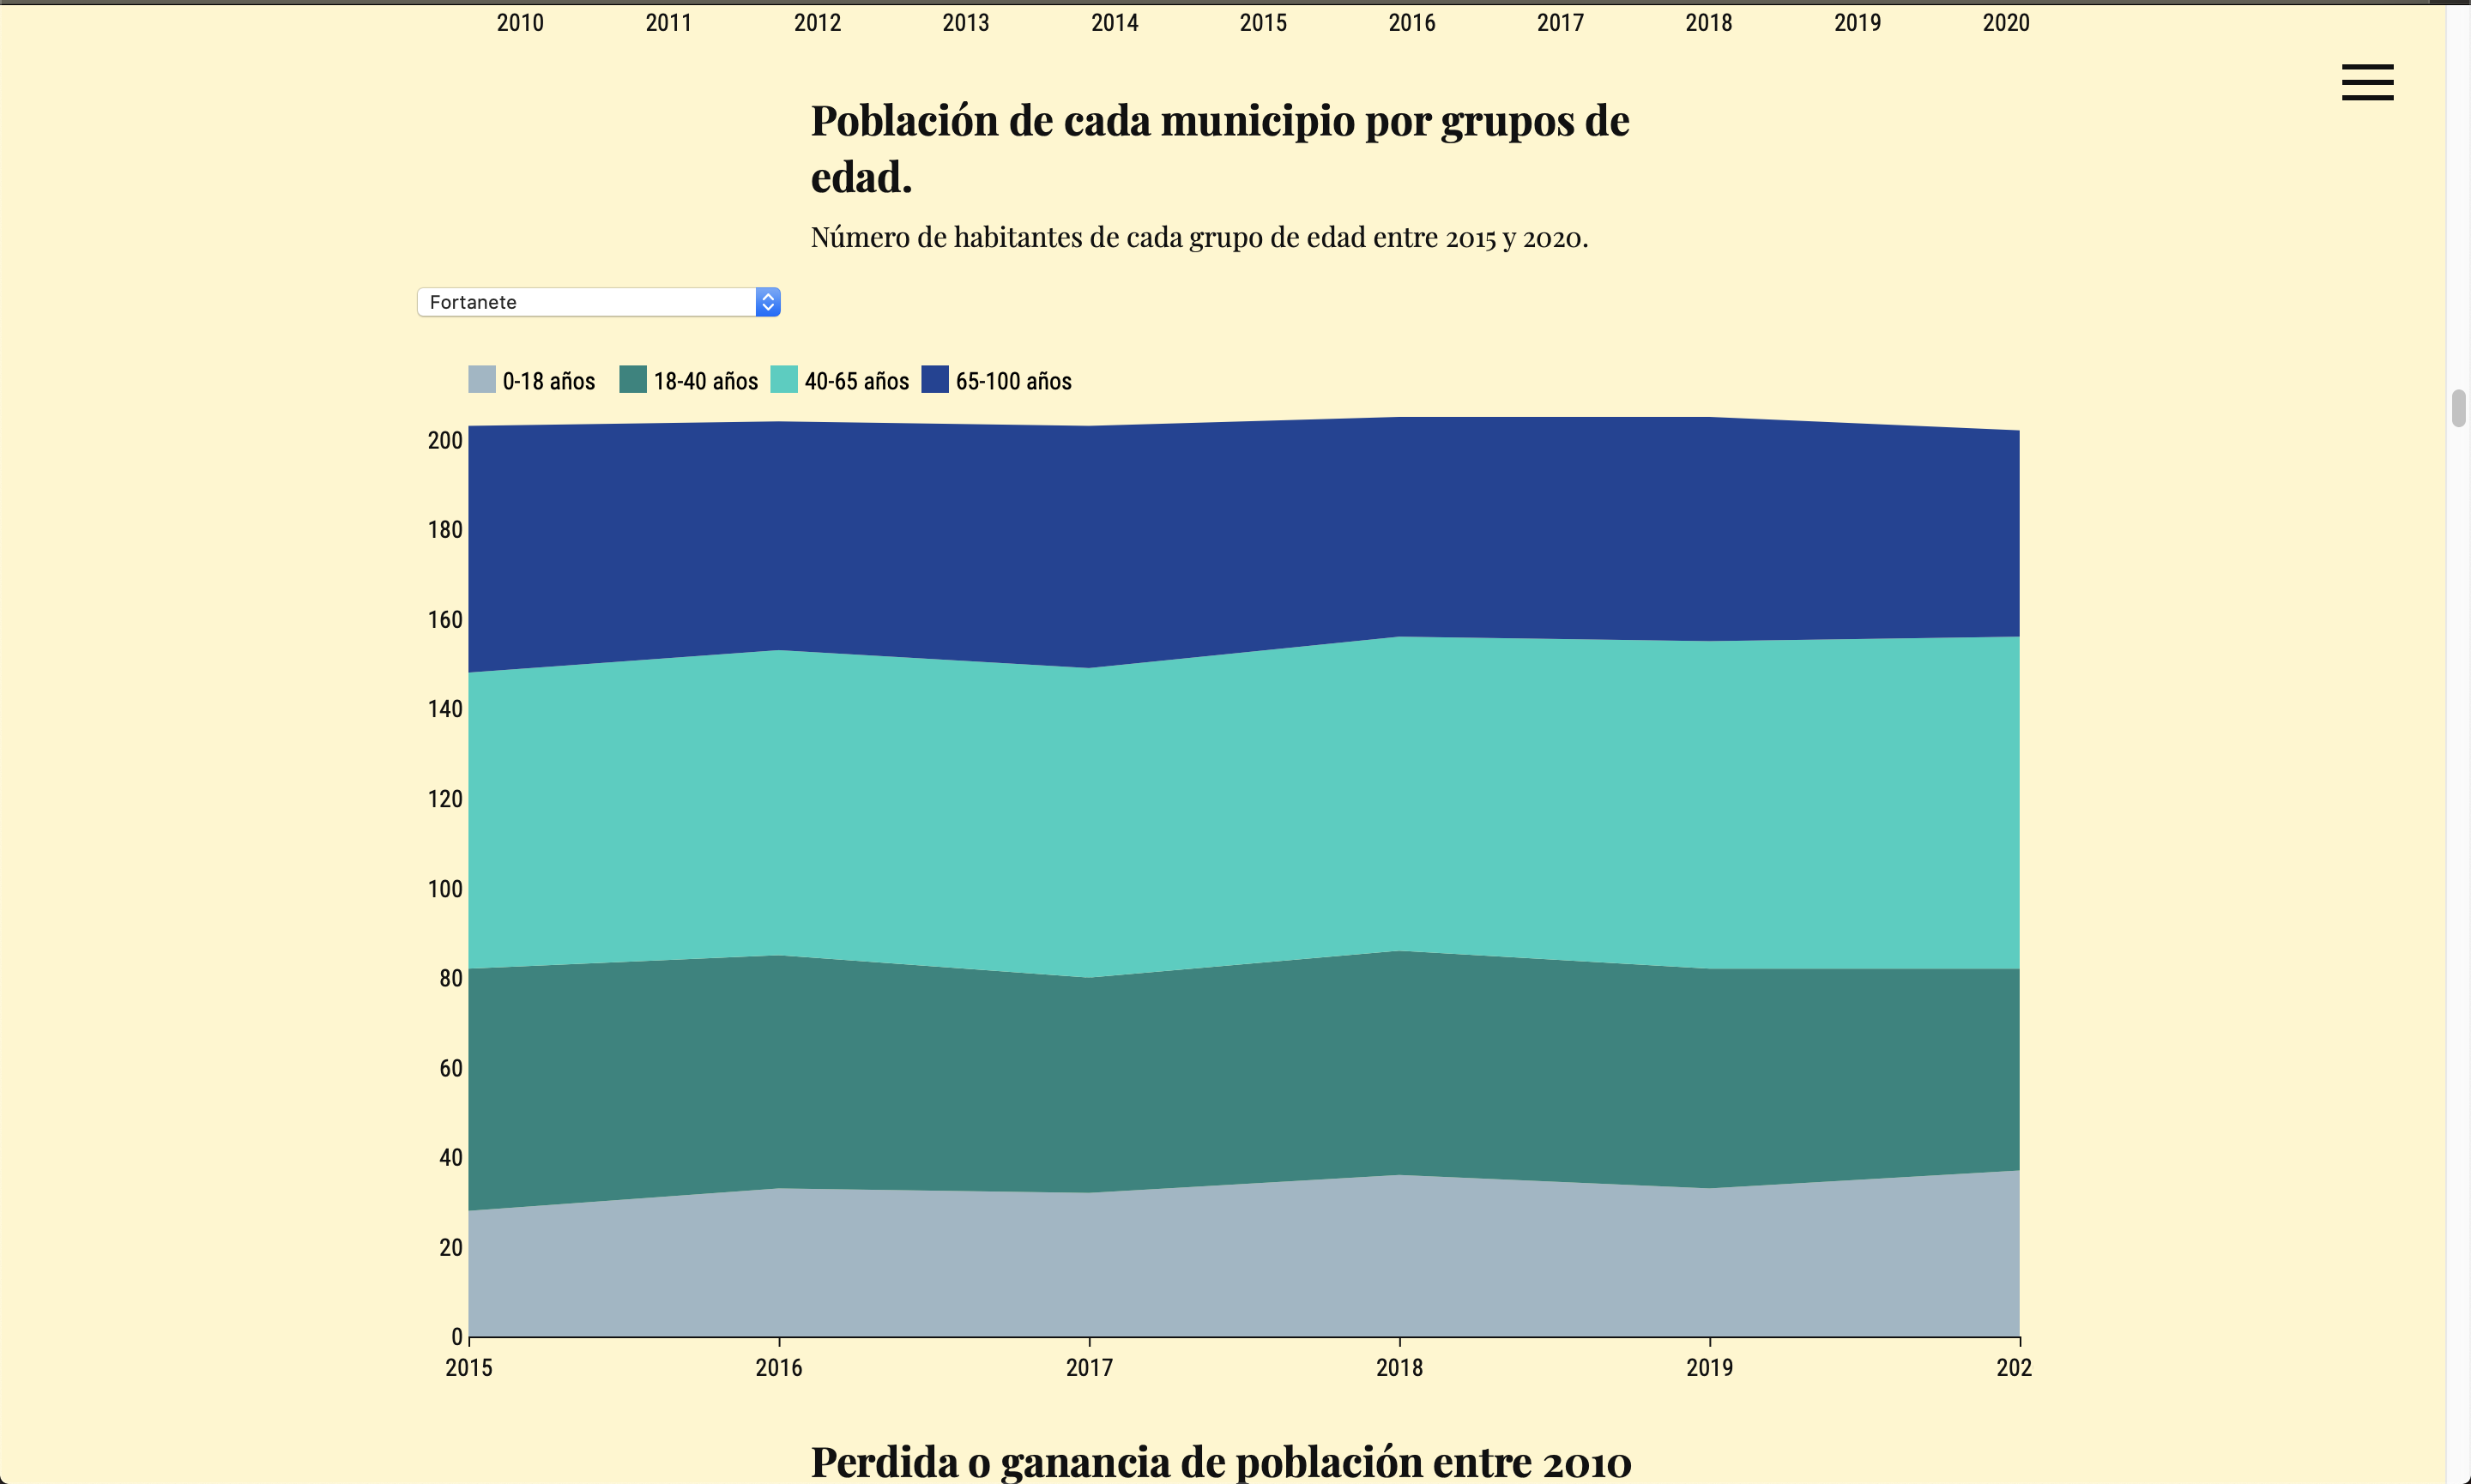 2010 2011 2012 2013 2014 2015 2016 2017 2018 2019 2020
Población de cada municipio por grupos de
edad.
Número de habitantes de cada grupo de edad entre 2015 y 2020.
Fortanete
0-18 años 18-40 años 40-65 años 65-100 años
200
180
160
140
120
100
80
60
40
20
0
2015 2016 2017 2018 2019 202
Perdida o ganancia de población entre 2010